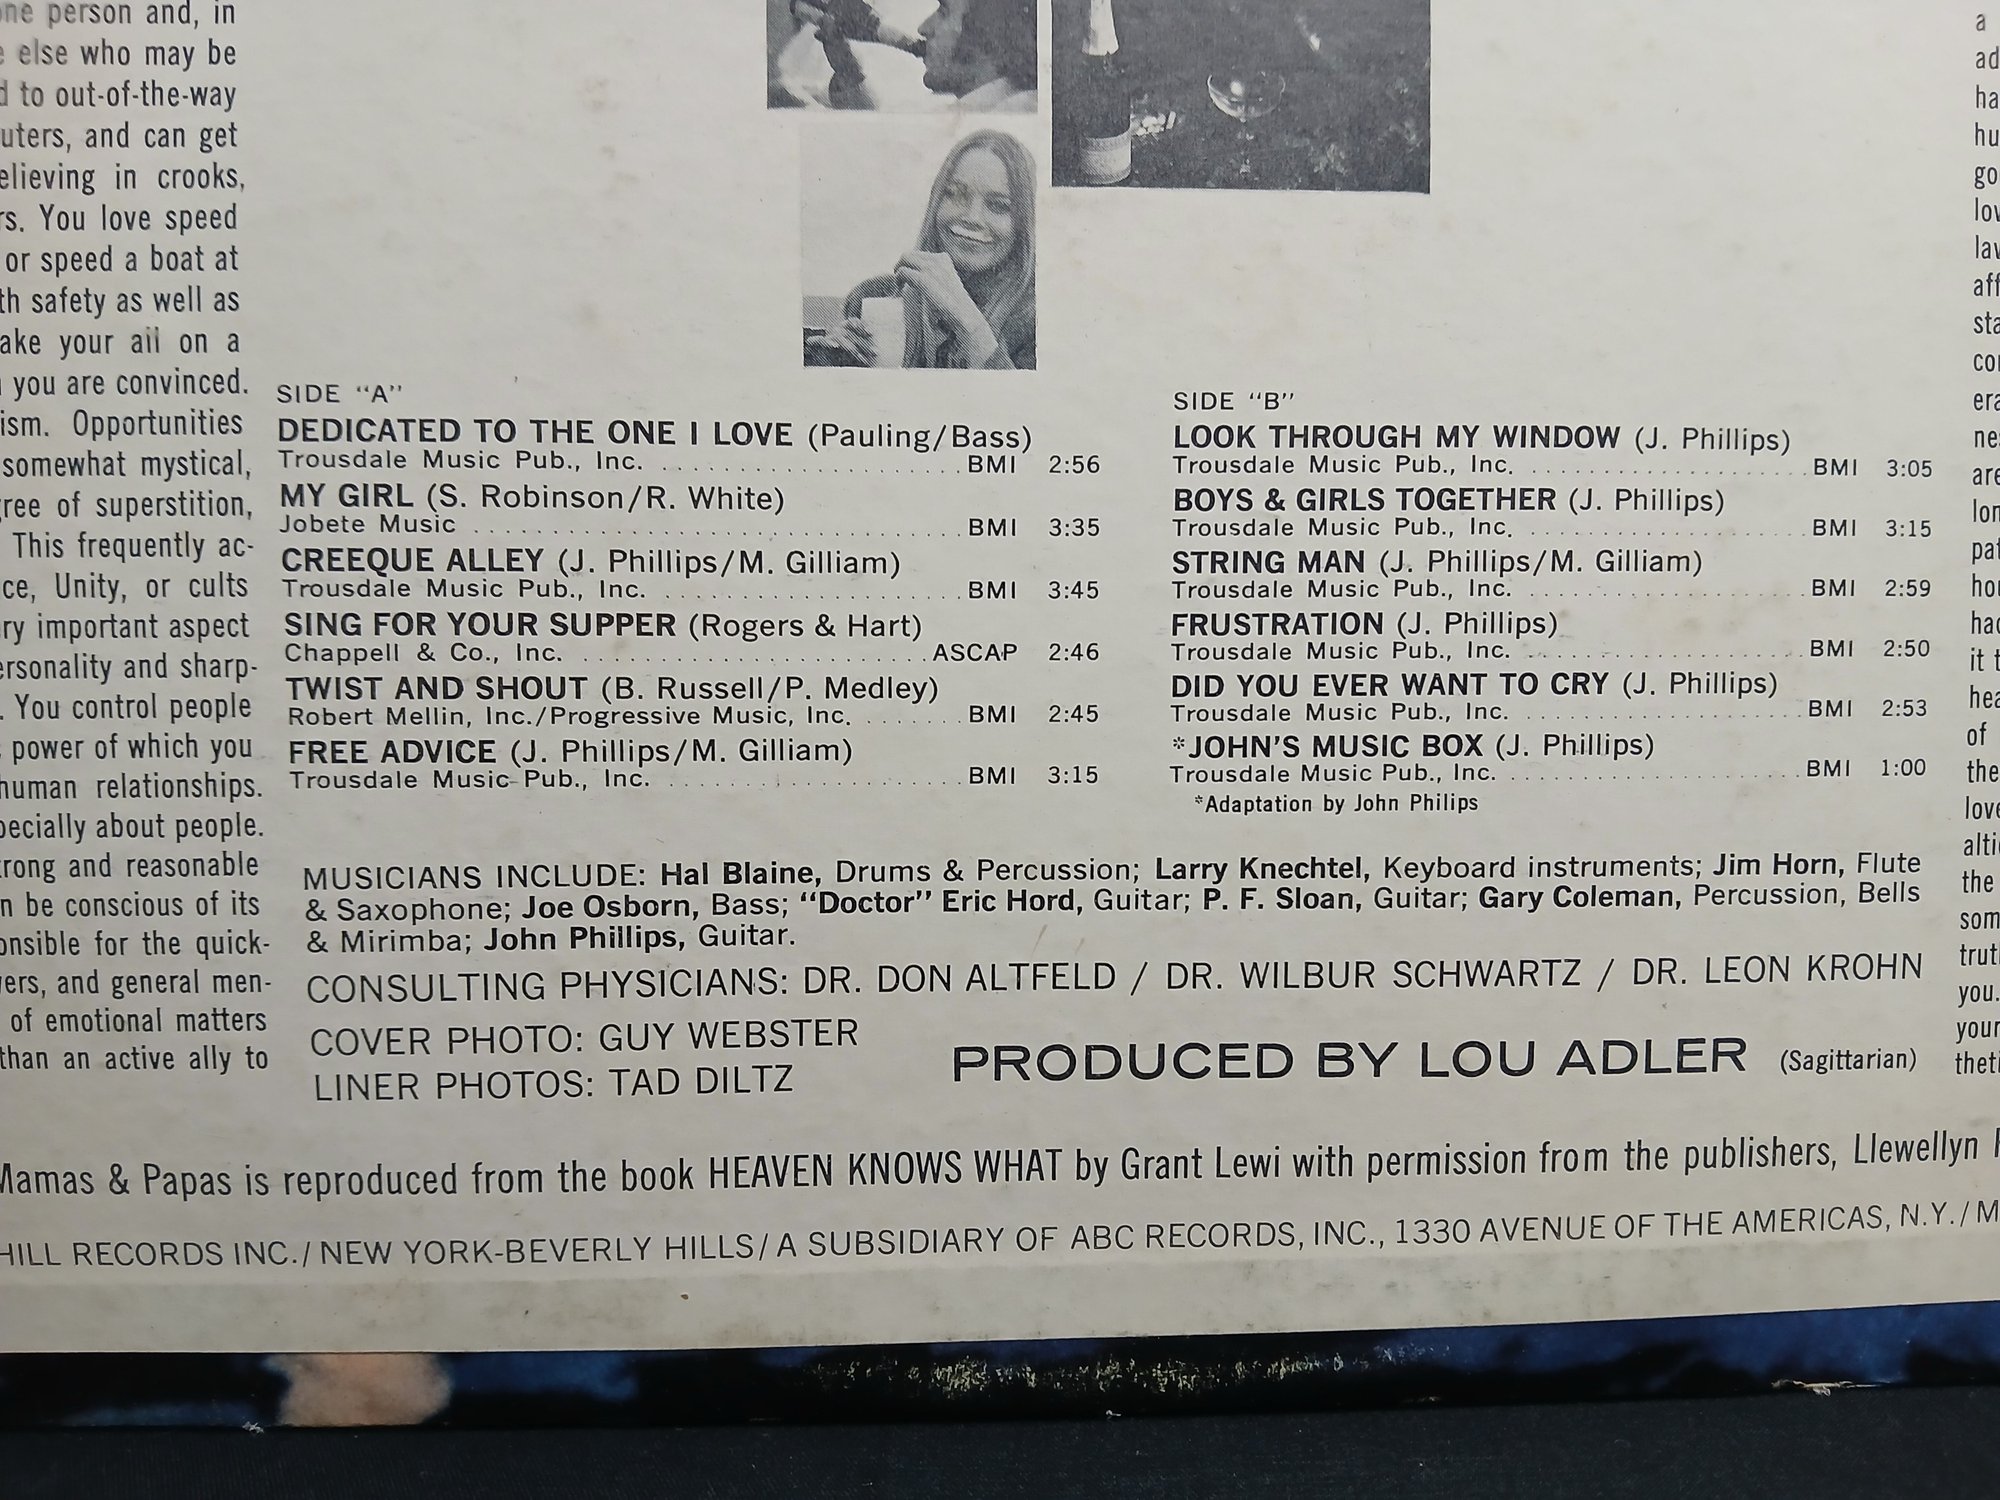 one person and, in
else who may be
to out-of-the-way
and can get
in crooks,
You love speed
or speed a boat at
safety as well as
your all on a
you are convinced.
Opportunities
somewhat mystical,
of superstition,
This frequently ac-
Unity, or cults
important aspect
and sharp-
You control people
power of which you
human relationships.
about people.
and reasonable
be conscious of its
for the quick-
and general men-
of emotional matters
than an active ally to
SIDE "A"
DEDICATED TO THE ONE I LOVE (Pauling/Bass)
Trousdale Music Pub., Inc. BMI 2:56
MY GIRL (S. Robinson/R. White)
Jobete Music BMI 3:35
CREEQUE ALLEY (J. Phillips/M. Gilliam)
Trousdale Music Pub., Inc. BMI 3:45
SING FOR YOUR SUPPER (Rogers & Hart)
Chappell & Co., Inc. ASCAP 2:46
TWIST AND SHOUT (B. Russell/P. Medley)
Robert Mellin, Inc./Progressive Music, Inc. BMI 2:45
FREE ADVICE (J. Phillips/M. Gilliam)
Trousdale Music Pub., Inc. BMI 3:15
SIDE "B"
LOOK THROUGH MY WINDOW (J. Phillips)
Trousdale Music Pub., Inc. BMI 3:05
BOYS & GIRLS TOGETHER (J. Phillips)
Trousdale Music Pub., Inc. BMI 3:15
STRING MAN (J. Phillips/M. Gilliam)
Trousdale Music Pub., Inc. BMI 2:59
FRUSTRATION (J. Phillips)
Trousdale Music Pub., Inc. BMI 2:50
DID YOU EVER WANT TO CRY (J. Phillips)
Trousdale Music Pub., Inc. BMI 2:53
*JOHN'S MUSIC BOX (J. Phillips)
Trousdale Music Pub., Inc. BMI 1:00
*Adaptation by John Philips
MUSICIANS INCLUDE: Hal Blaine, Drums & Percussion; Larry Knechtel, Keyboard instruments; Jim Horn, Flute
& Saxophone; Joe Osborn, Bass; "Doctor" Eric Hord, Guitar; P. F. Sloan, Guitar; Gary Coleman, Percussion, Bells
& Mirimba; John Phillips, Guitar.
CONSULTING PHYSICIANS: DR. DON ALTFELD / DR. WILBUR SCHWARTZ / DR. LEON KROHN
COVER PHOTO: GUY WEBSTER
LINER PHOTOS: TAD DILTZ
PRODUCED BY LOU ADLER (Sagittarian)
Mamas & Papas is reproduced from the book HEAVEN KNOWS WHAT by Grant Lewi with permission from the publishers, Llewellyn
HILL RECORDS INC./NEW YORK-BEVERLY HILLS/A SUBSIDIARY OF ABC RECORDS, INC., 1330 AVENUE OF THE AMERICAS, N.Y./
a
are
it
of
the
the
you.
your